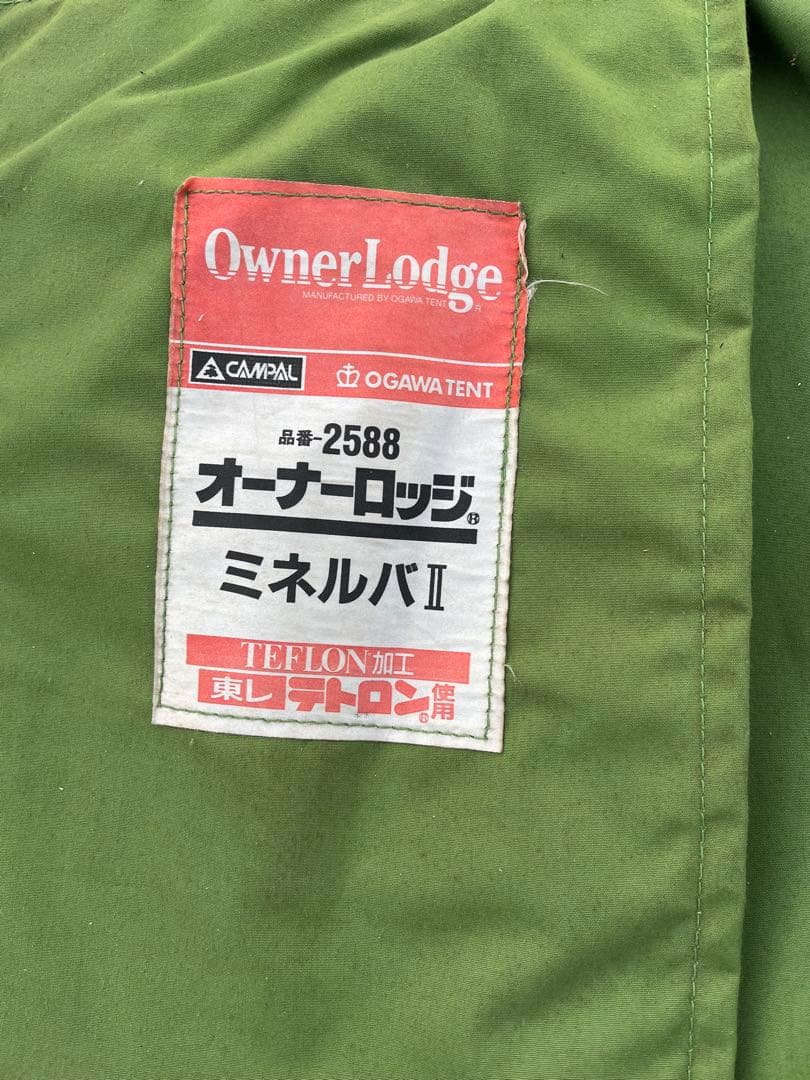 OwnerLodge
MANUFACTURED BY OGAWA TENT ®
CAMPAL OGAWA TENT
品番-2588
オーナーロッジ®
ミネルバⅡ
TEFLON加工
東レテトロン®使用